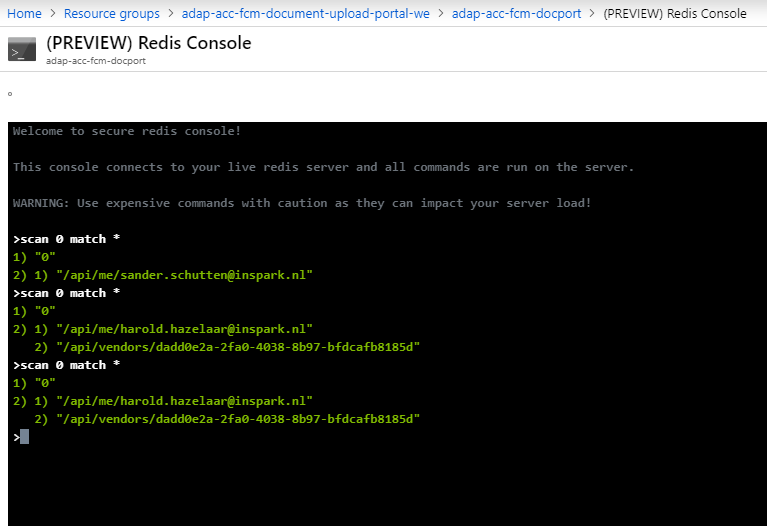 Home > Resource groups > adap-acc-fcm-document-upload-portal-we > adap-acc-fcm-docport > (PREVIEW) Redis Console
(PREVIEW) Redis Console
adap-acc-fcm-docport
Welcome to secure redis console!
This console connects to your live redis server and all commands are run on the server.
WARNING: Use expensive commands with caution as they can impact your server load!
>scan 0 match *
1) "0"
2) 1) "/api/me/sander.schutten@inspark.nl"
>scan 0 match *
1) "0"
2) 1) "/api/me/harold.hazelaar@inspark.nl"
2) "/api/vendors/dadd0e2a-2fa0-4038-8b97-bfdcafb8185d"
>scan 0 match *
1) "0"
2) 1) "/api/me/harold.hazelaar@inspark.nl"
2) "/api/vendors/dadd0e2a-2fa0-4038-8b97-bfdcafb8185d"
>